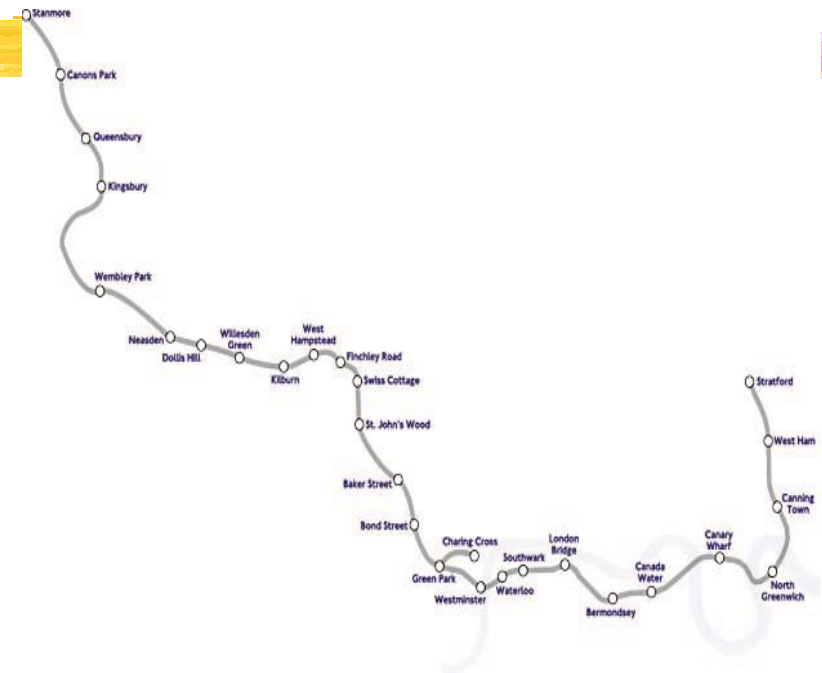 Stanmore
Canons Park
Queensbury
Kingsbury
Wembley Park
Neasden
Dollis Hill
Willesden
Green
Kilburn
West
Hampstead
Finchley Road
Swiss Cottage
St. John's Wood
Baker Street
Bond Street
Charing Cross
Green Park
Westminster
Waterloo
Southwark
London
Bridge
Bermondsey
Canada
Water
Canary
Wharf
North
Greenwich
Canning
Town
West Ham
Stratford